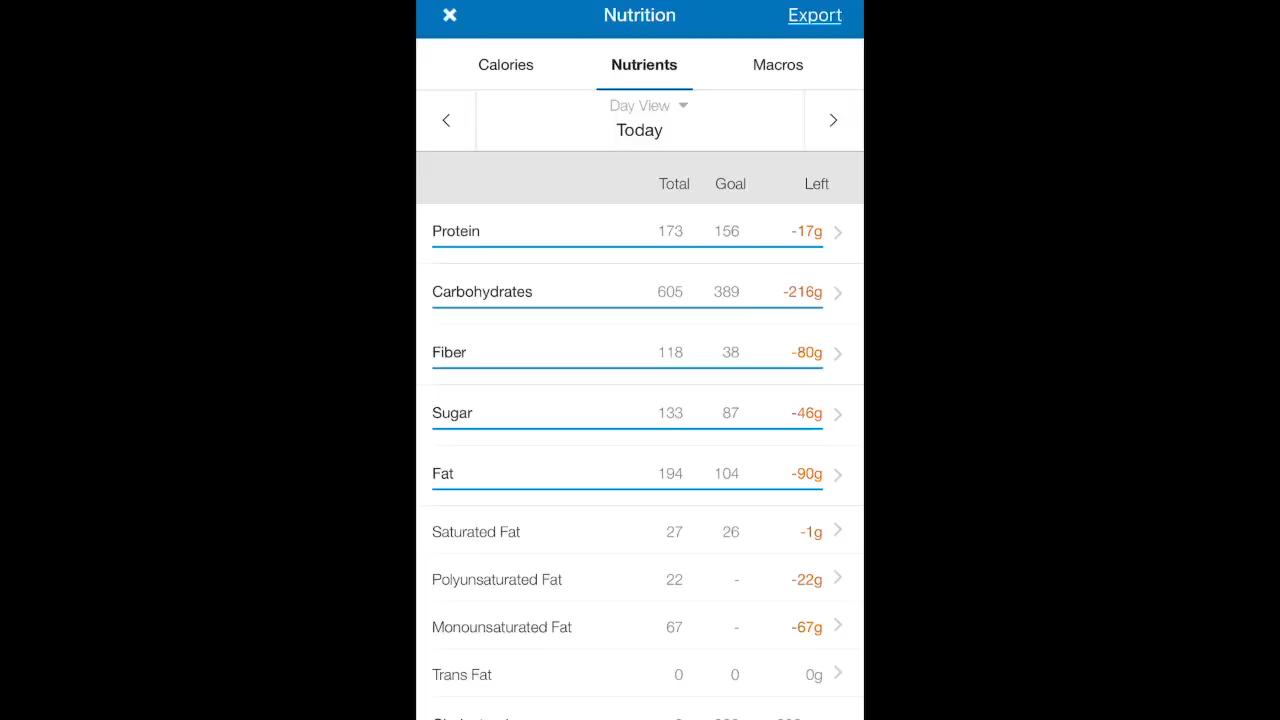 Nutrition Export
Calories Nutrients Macros
Day View
Today
Total Goal Left
Protein 173 156 -17g
Carbohydrates 605 389 -216g
Fiber 118 38 -80g
Sugar 133 87 -46g
Fat 194 104 -90g
Saturated Fat 27 26 -1g
Polyunsaturated Fat 22 - -22g
Monounsaturated Fat 67 - -67g
Trans Fat 0 0 0g